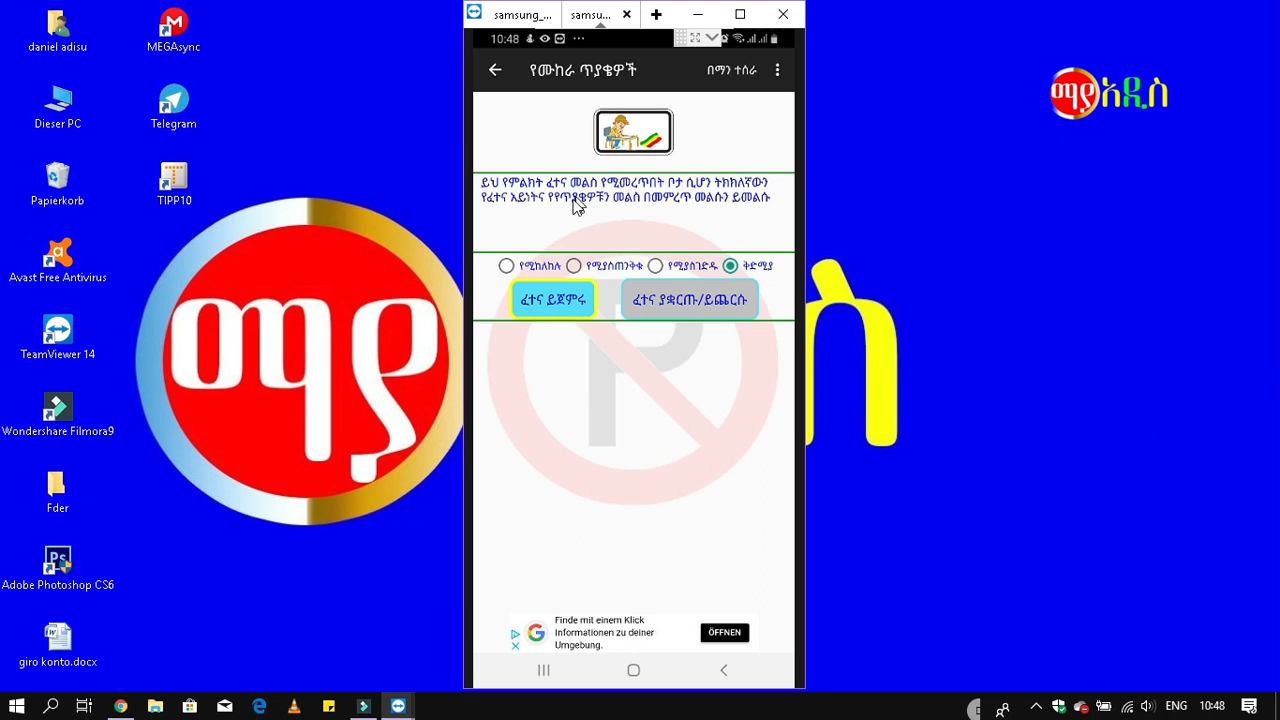 daniel adisu
MEGAsync
Dieser PC
Telegram
Papierkorb
TIPP10
Avast Free Antivirus
TeamViewer 14
Wondershare Filmora9
Fder
Adobe Photoshop CS6
giro konto.docx
samsung_...
samsu...
10:48
የሙከራ ጥያቄዎች
በማን ተሰራ
ይህ የምልክት ፈተና መልስ የሚመረጥበት ቦታ ሲሆን ትክክለኛውን
የፈተና አይነትና የየጥያቄዎቹን መልስ በመምረጥ መልሱን ይመልሱ
የሚከለከሉ
የሚያስጠንቅቁ
የሚያስገድዱ
ቅድሚያ
ፈተና ይጀምሩ
ፈተና ያቋርጡ/ይጨርሱ
P
Finde mit einem Klick
Informationen zu deiner
Umgebung.
ÖFFNEN
ማያ
ስ
ማያአዲስ
ENG
10:48